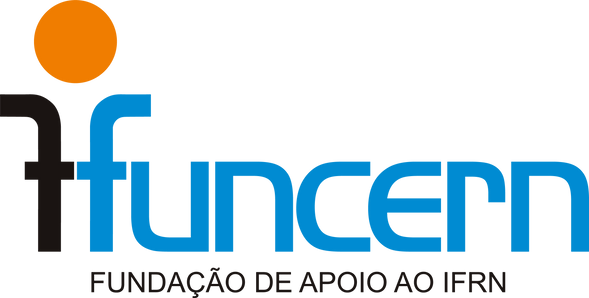 funcern
FUNDAÇÃO DE APOIO AO IFRN